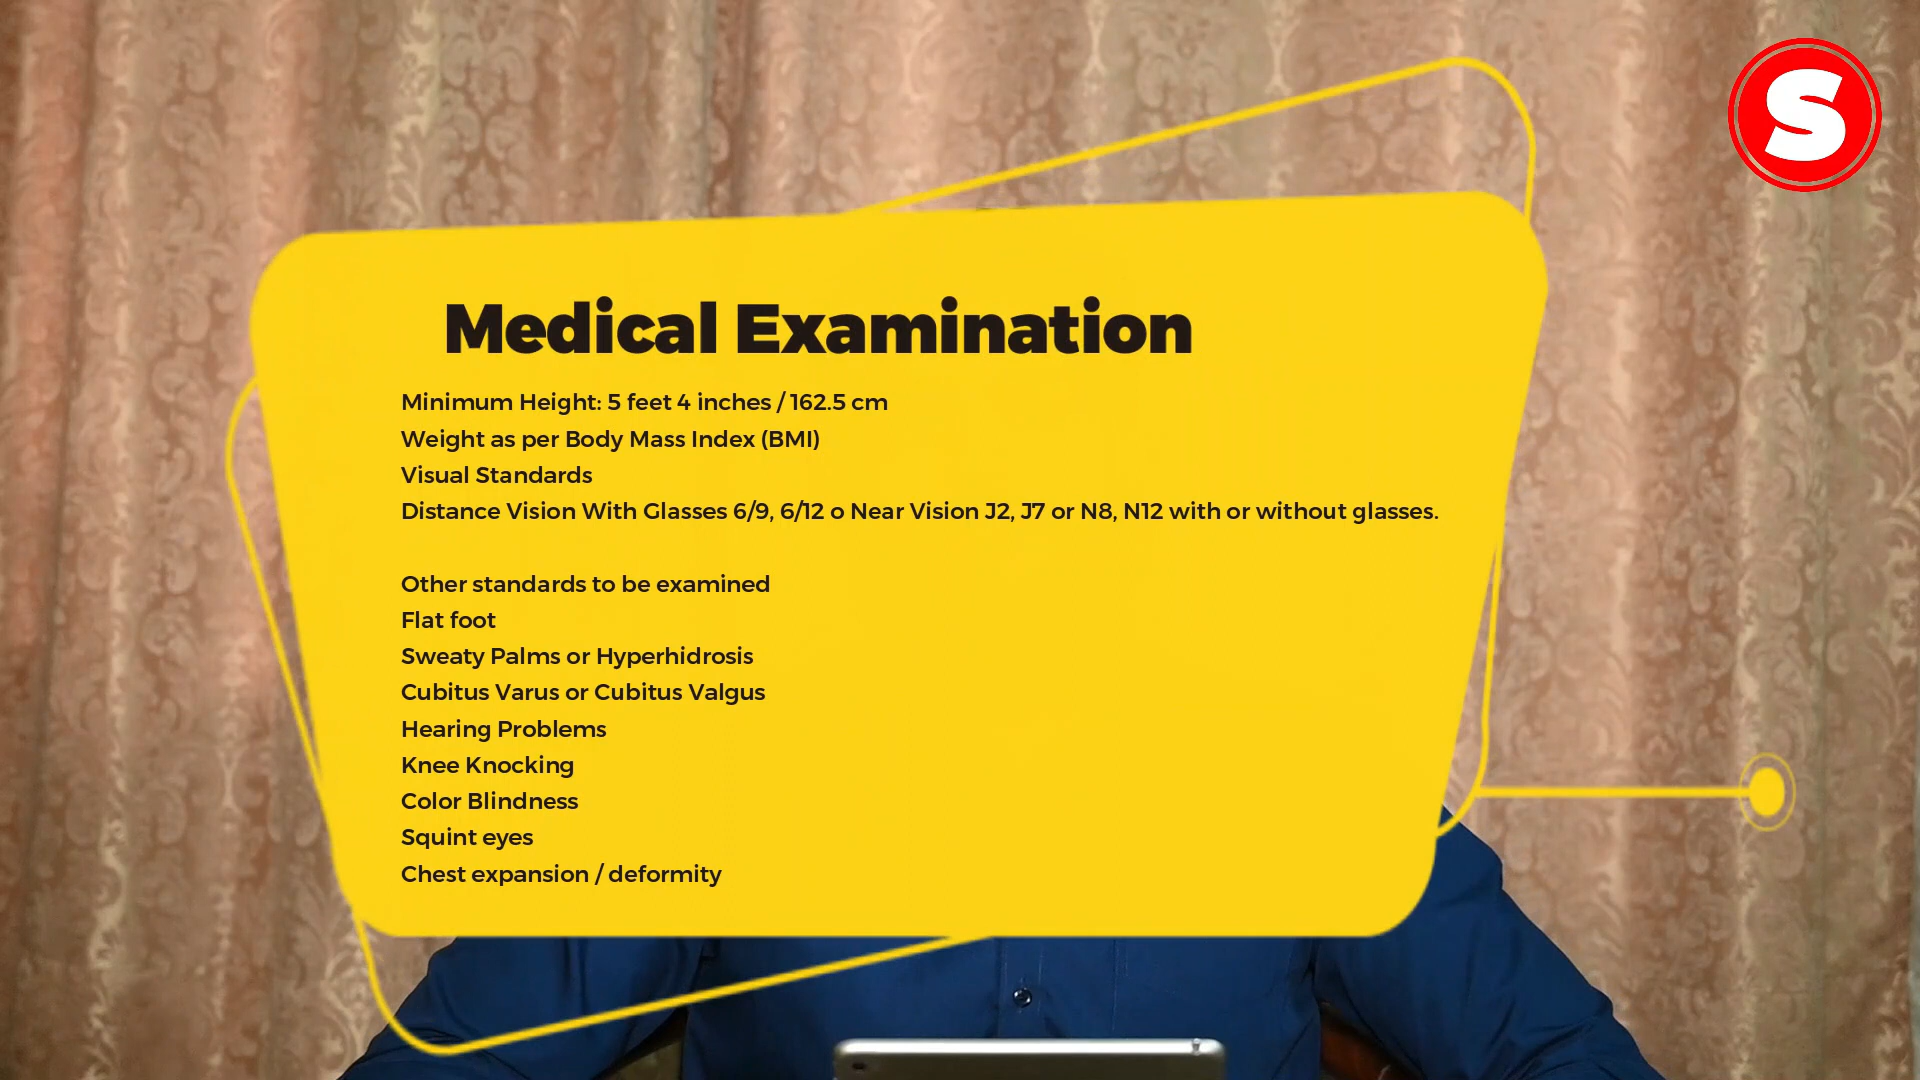 S
Medical Examination
Minimum Height: 5 feet 4 inches / 162.5 cm
Weight as per Body Mass Index (BMI)
Visual Standards
Distance Vision With Glasses 6/9, 6/12 o Near Vision J2, J7 or N8, N12 with or without glasses.
Other standards to be examined
Flat foot
Sweaty Palms or Hyperhidrosis
Cubitus Varus or Cubitus Valgus
Hearing Problems
Knee Knocking
Color Blindness
Squint eyes
Chest expansion / deformity